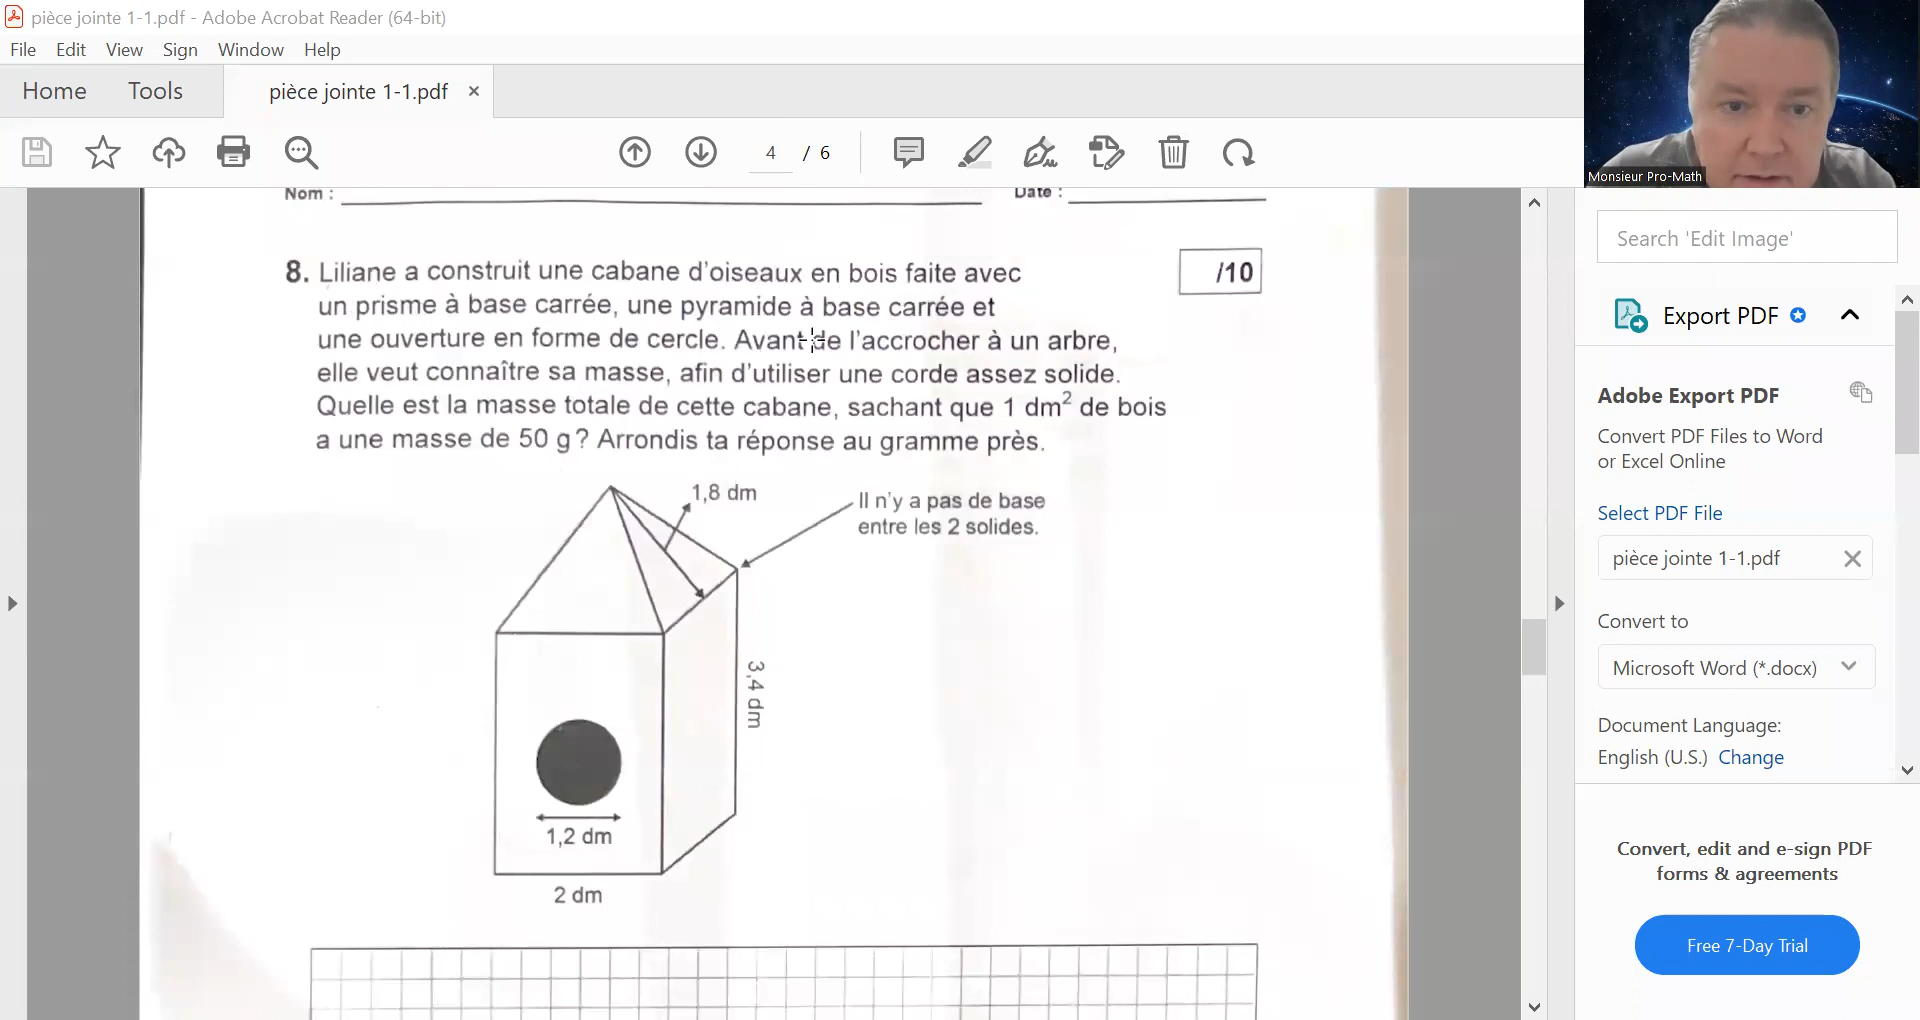 pièce jointe 1-1.pdf - Adobe Acrobat Reader (64-bit)
File Edit View Sign Window Help
Home Tools pièce jointe 1-1.pdf ×
4 / 6
Monsieur Pro-Math
Nom : Date :
8. Liliane a construit une cabane d'oiseaux en bois faite avec
/10
un prisme à base carrée, une pyramide à base carrée et
une ouverture en forme de cercle. Avant de l'accrocher à un arbre,
elle veut connaître sa masse, afin d'utiliser une corde assez solide.
Quelle est la masse totale de cette cabane, sachant que 1 dm² de bois
a une masse de 50 g? Arrondis ta réponse au gramme près.
1,8 dm
Il n'y a pas de base
entre les 2 solides.
3,4 dm
1,2 dm
2 dm
Search 'Edit Image'
Export PDF
Adobe Export PDF
Convert PDF Files to Word
or Excel Online
Select PDF File
pièce jointe 1-1.pdf
Convert to
Microsoft Word (*.docx)
Document Language:
English (U.S.) Change
Convert, edit and e-sign PDF
forms & agreements
Free 7-Day Trial